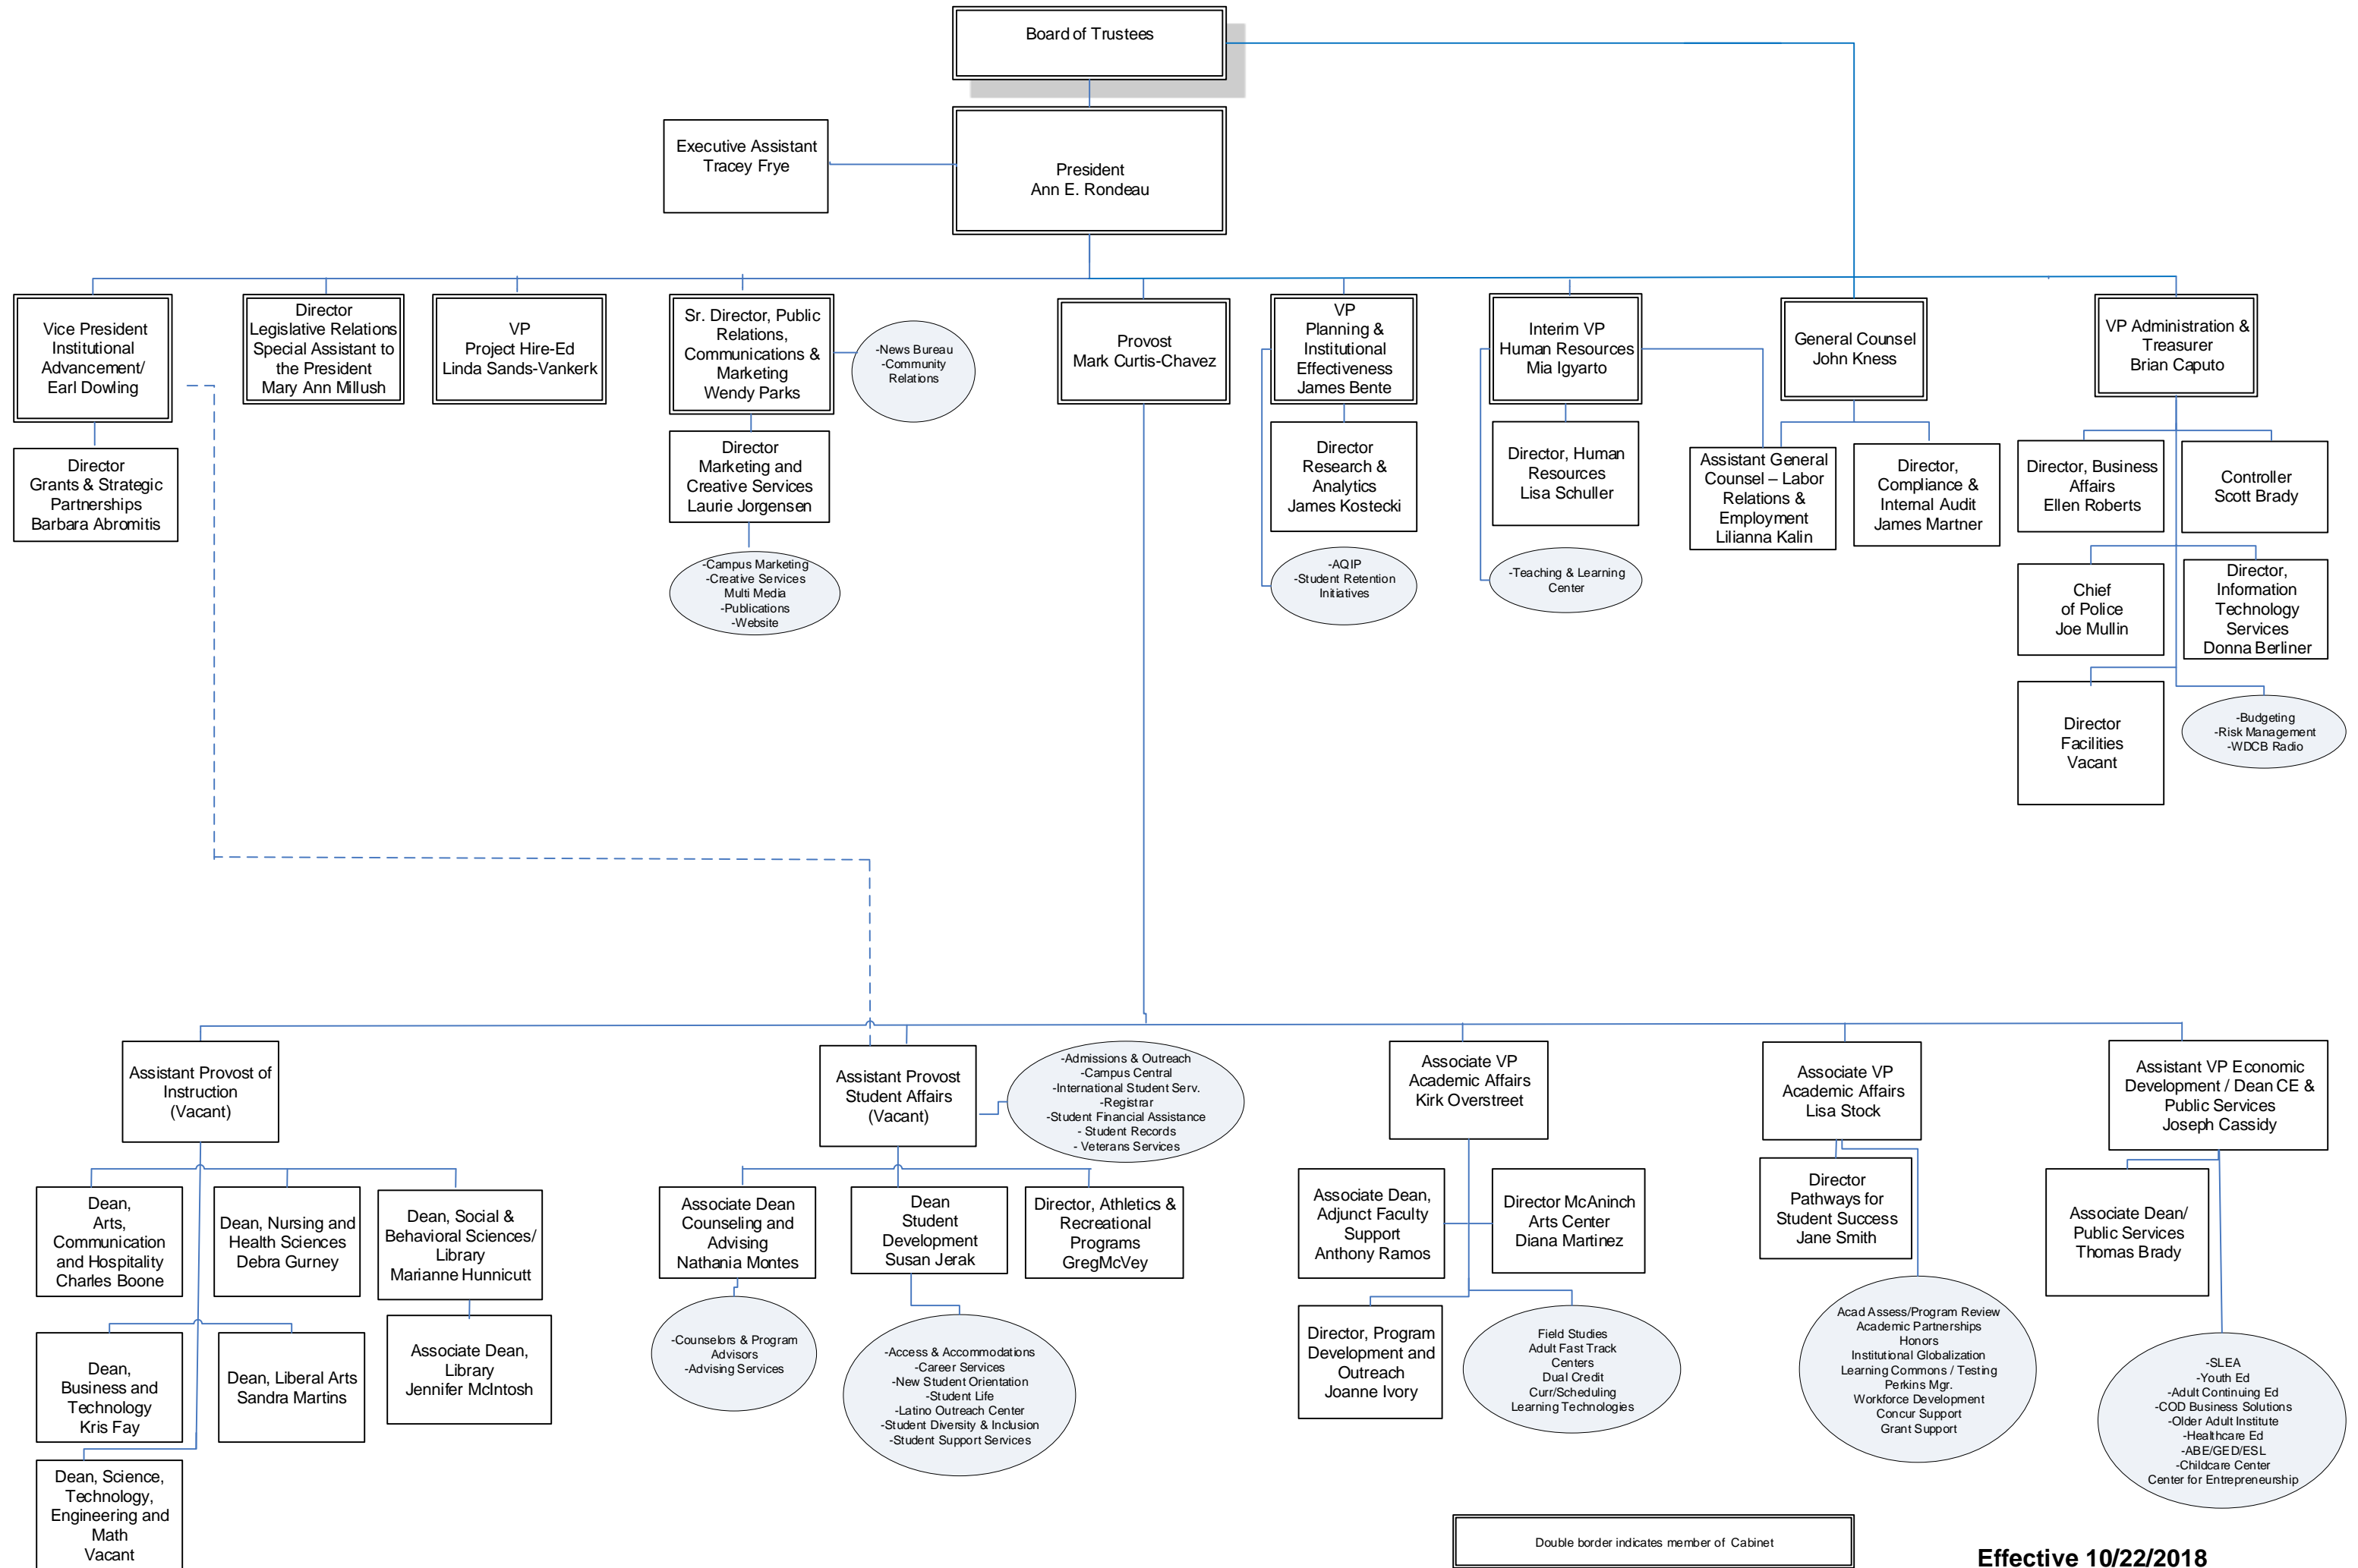 Board of Trustees
Executive Assistant
Tracey Frye
President
Ann E. Rondeau
Vice President
Institutional
Advancement/
Earl Dowling
Director
Legislative Relations
Special Assistant to
the President
Mary Ann Millush
VP
Project Hire-Ed
Linda Sands-Vankerk
Sr. Director, Public
Relations,
Communications &
Marketing
Wendy Parks
-News Bureau
-Community
Relations
Provost
Mark Curtis-Chavez
VP
Planning &
Institutional
Effectiveness
James Bente
Interim VP
Human Resources
Mia Igyarto
General Counsel
John Kness
VP Administration &
Treasurer
Brian Caputo
Director
Grants & Strategic
Partnerships
Barbara Abromitis
Director
Marketing and
Creative Services
Laurie Jorgensen
Director
Research &
Analytics
James Kostecki
Director, Human
Resources
Lisa Schuller
Assistant General
Counsel – Labor
Relations &
Employment
Lilianna Kalin
Director,
Compliance &
Internal Audit
James Martner
Director, Business
Affairs
Ellen Roberts
Controller
Scott Brady
-Campus Marketing
-Creative Services
Multi Media
-Publications
-Website
-AQIP
-Student Retention
Initiatives
-Teaching & Learning
Center
Chief
of Police
Joe Mullin
Director,
Information
Technology
Services
Donna Berliner
Director
Facilities
Vacant
-Budgeting
-Risk Management
-WDCB Radio
Assistant Provost of
Instruction
(Vacant)
Assistant Provost
Student Affairs
(Vacant)
-Admissions & Outreach
-Campus Central
-International Student Serv.
-Registrar
-Student Financial Assistance
- Student Records
- Veterans Services
Associate VP
Academic Affairs
Kirk Overstreet
Associate VP
Academic Affairs
Lisa Stock
Assistant VP Economic
Development / Dean CE &
Public Services
Joseph Cassidy
Dean,
Arts,
Communication
and Hospitality
Charles Boone
Dean, Nursing and
Health Sciences
Debra Gurney
Dean, Social &
Behavioral Sciences/
Library
Marianne Hunnicutt
Associate Dean
Counseling and
Advising
Nathania Montes
Dean
Student
Development
Susan Jerak
Director, Athletics &
Recreational
Programs
GregMcVey
Associate Dean,
Adjunct Faculty
Support
Anthony Ramos
Director McAninch
Arts Center
Diana Martinez
Director
Pathways for
Student Success
Jane Smith
Associate Dean/
Public Services
Thomas Brady
Dean,
Business and
Technology
Kris Fay
Dean, Liberal Arts
Sandra Martins
Associate Dean,
Library
Jennifer McIntosh
-Counselors & Program
Advisors
-Advising Services
-Access & Accommodations
-Career Services
-New Student Orientation
-Student Life
-Latino Outreach Center
-Student Diversity & Inclusion
-Student Support Services
Director, Program
Development and
Outreach
Joanne Ivory
Field Studies
Adult Fast Track
Centers
Dual Credit
Curr/Scheduling
Learning Technologies
Acad Assess/Program Review
Academic Partnerships
Honors
Institutional Globalization
Learning Commons / Testing
Perkins Mgr.
Workforce Development
Concur Support
Grant Support
-SLEA
-Youth Ed
-Adult Continuing Ed
-COD Business Solutions
-Older Adult Institute
-Healthcare Ed
-ABE/GED/ESL
-Childcare Center
Center for Entrepreneurship
Dean, Science,
Technology,
Engineering and
Math
Vacant
Double border indicates member of Cabinet
Effective 10/22/2018